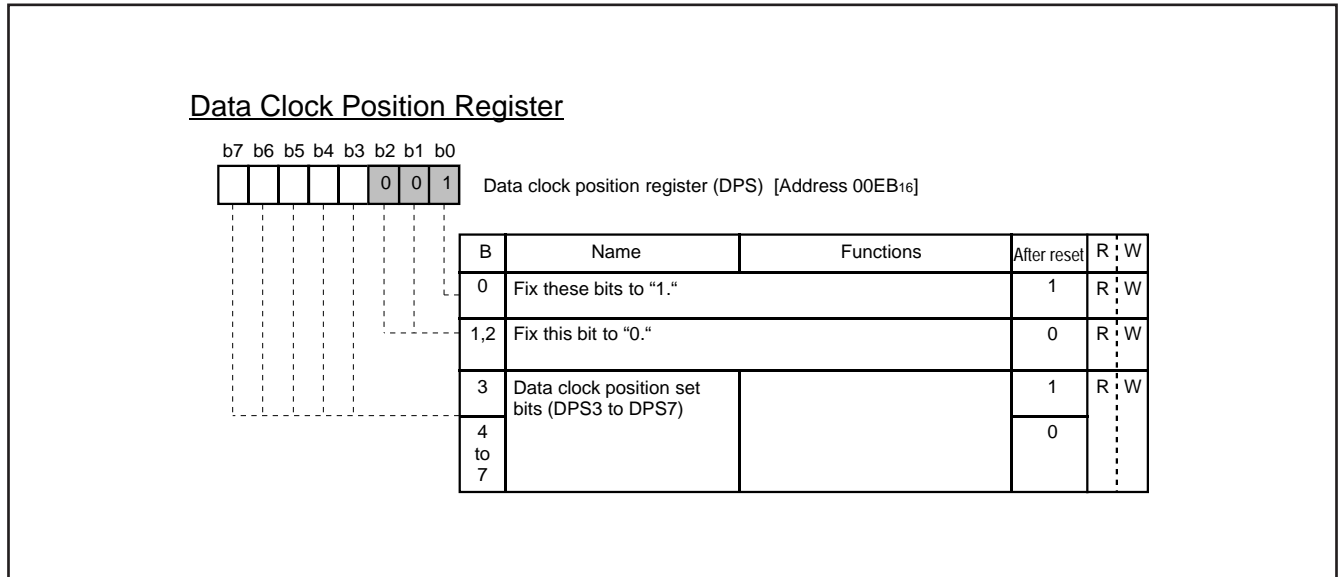 Data Clock Position Register
b7 b6 b5 b4 b3 b2 b1 b0
0 0 1
Data clock position register (DPS) [Address 00EB16]
B Name Functions After reset R W
0 Fix these bits to “1.“ 1 R W
1,2 Fix this bit to “0.“ 0 R W
3 Data clock position set 1 R W
bits (DPS3 to DPS7)
4 0
to
7